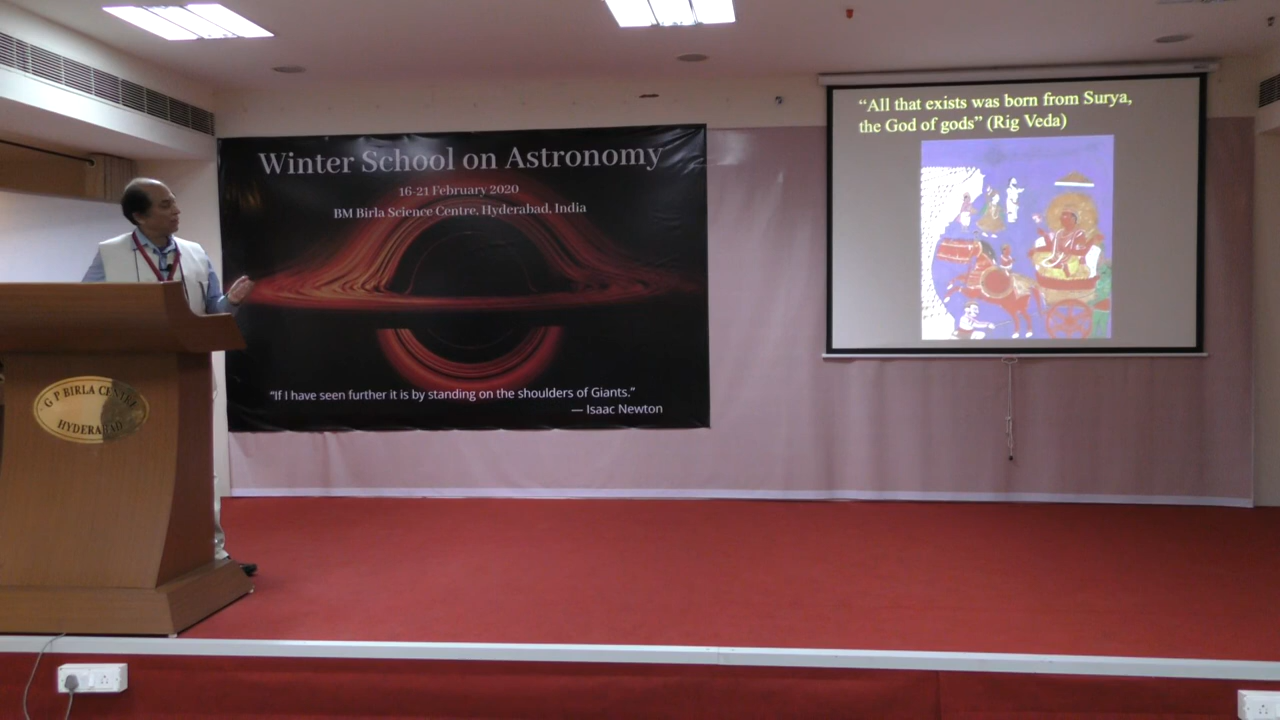 Winter School on Astronomy
16-21 February 2020
BM Birla Science Centre, Hyderabad, India
“If I have seen further it is by standing on the shoulders of Giants.”
— Isaac Newton
“All that exists was born from Surya,
the God of gods” (Rig Veda)
G P BIRLA CENTRE
HYDERABAD